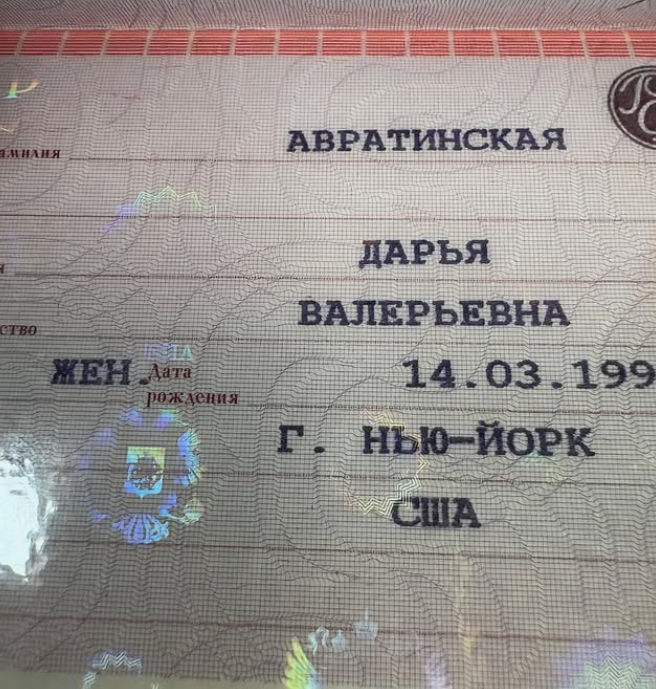 АВРАТИНСКАЯ
ДАРЬЯ
ВАЛЕРЬЕВНА
ЖЕН.
Дата
рождения
14.03.199
Г. НЬЮ-ЙОРК
США